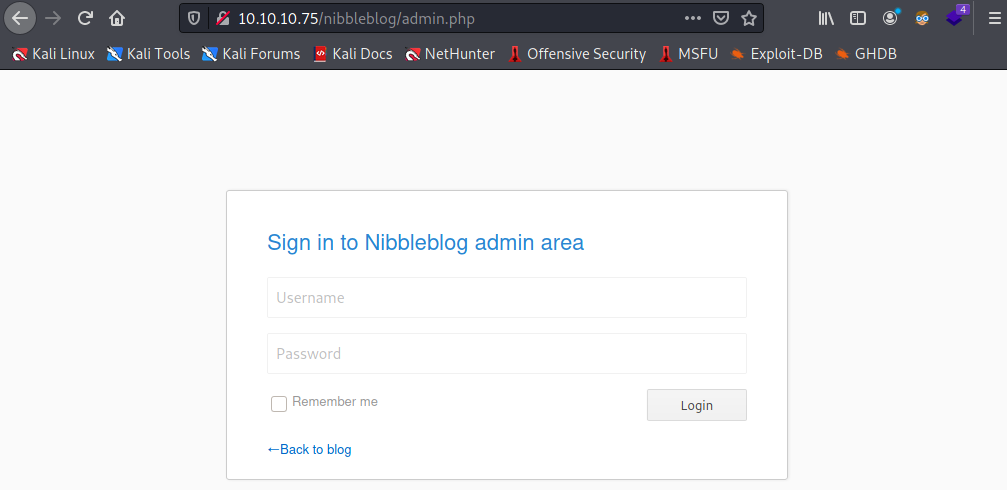 10.10.10.75/nibbleblog/admin.php
4
Kali Linux Kali Tools Kali Forums Kali Docs NetHunter Offensive Security MSFU Exploit-DB GHDB
Sign in to Nibbleblog admin area
Username
Password
Remember me
Login
←Back to blog